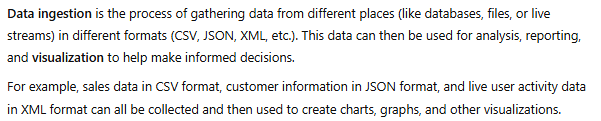 Data ingestion is the process of gathering data from different places (like databases, files, or live
streams) in different formats (CSV, JSON, XML, etc.). This data can then be used for analysis, reporting,
and visualization to help make informed decisions.
For example, sales data in CSV format, customer information in JSON format, and live user activity data
in XML format can all be collected and then used to create charts, graphs, and other visualizations.